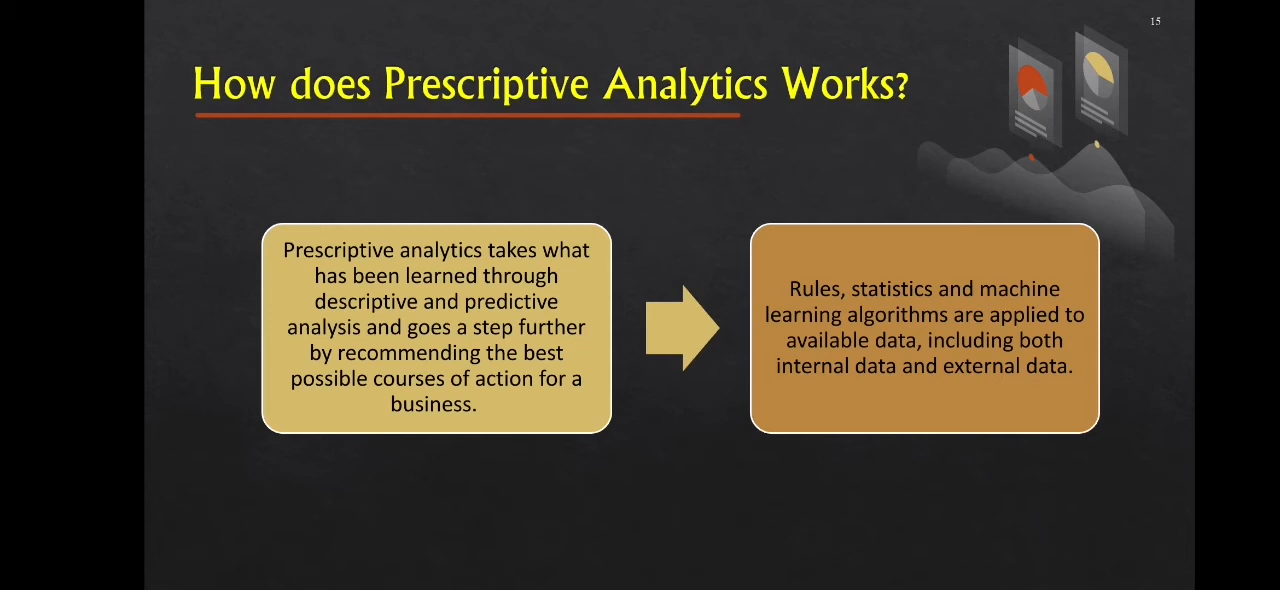 15
How does Prescriptive Analytics Works?
Prescriptive analytics takes what
has been learned through
descriptive and predictive
analysis and goes a step further
by recommending the best
possible courses of action for a
business.
Rules, statistics and machine
learning algorithms are applied to
available data, including both
internal data and external data.